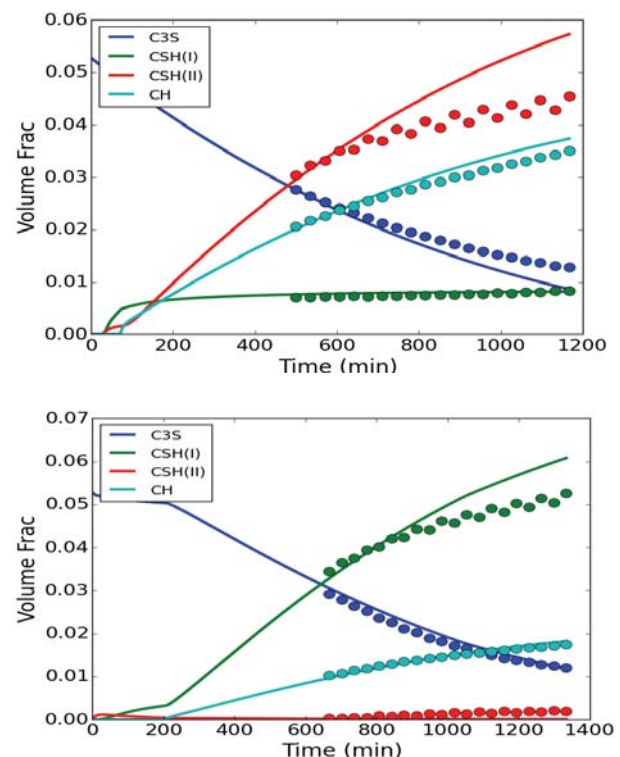 0.06
0.05
0.04
0.03
0.02
0.01
0.00
Volume Frac
C3S
CSH(I)
CSH(II)
CH
0 200 400 600 800 1000 1200
Time (min)
0.07
0.06
0.05
0.04
0.03
0.02
0.01
0.00
Volume Frac
C3S
CSH(I)
CSH(II)
CH
0 200 400 600 800 1000 1200 1400
Time (min)